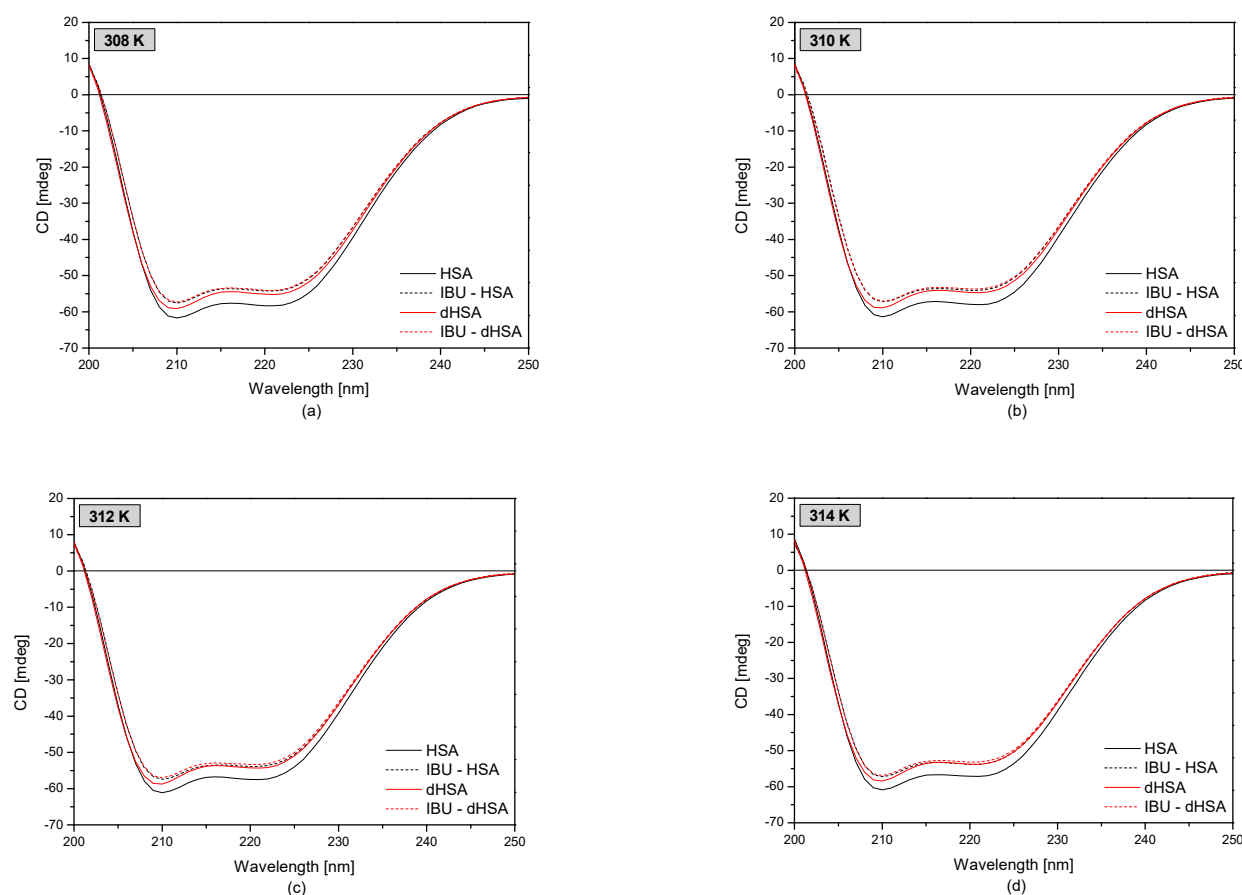 308 K
20
10
0
-10
-20
-30
-40
-50
-60
-70
CD [mdeg]
HSA
IBU - HSA
dHSA
IBU - dHSA
200 210 220 230 240 250
Wavelength [nm]
(a)
310 K
20
10
0
-10
-20
-30
-40
-50
-60
-70
CD [mdeg]
HSA
IBU - HSA
dHSA
IBU - dHSA
200 210 220 230 240 250
Wavelength [nm]
(b)
312 K
20
10
0
-10
-20
-30
-40
-50
-60
-70
CD [mdeg]
HSA
IBU - HSA
dHSA
IBU - dHSA
200 210 220 230 240 250
Wavelength [nm]
(c)
314 K
20
10
0
-10
-20
-30
-40
-50
-60
-70
CD [mdeg]
HSA
IBU - HSA
dHSA
IBU - dHSA
200 210 220 230 240 250
Wavelength [nm]
(d)